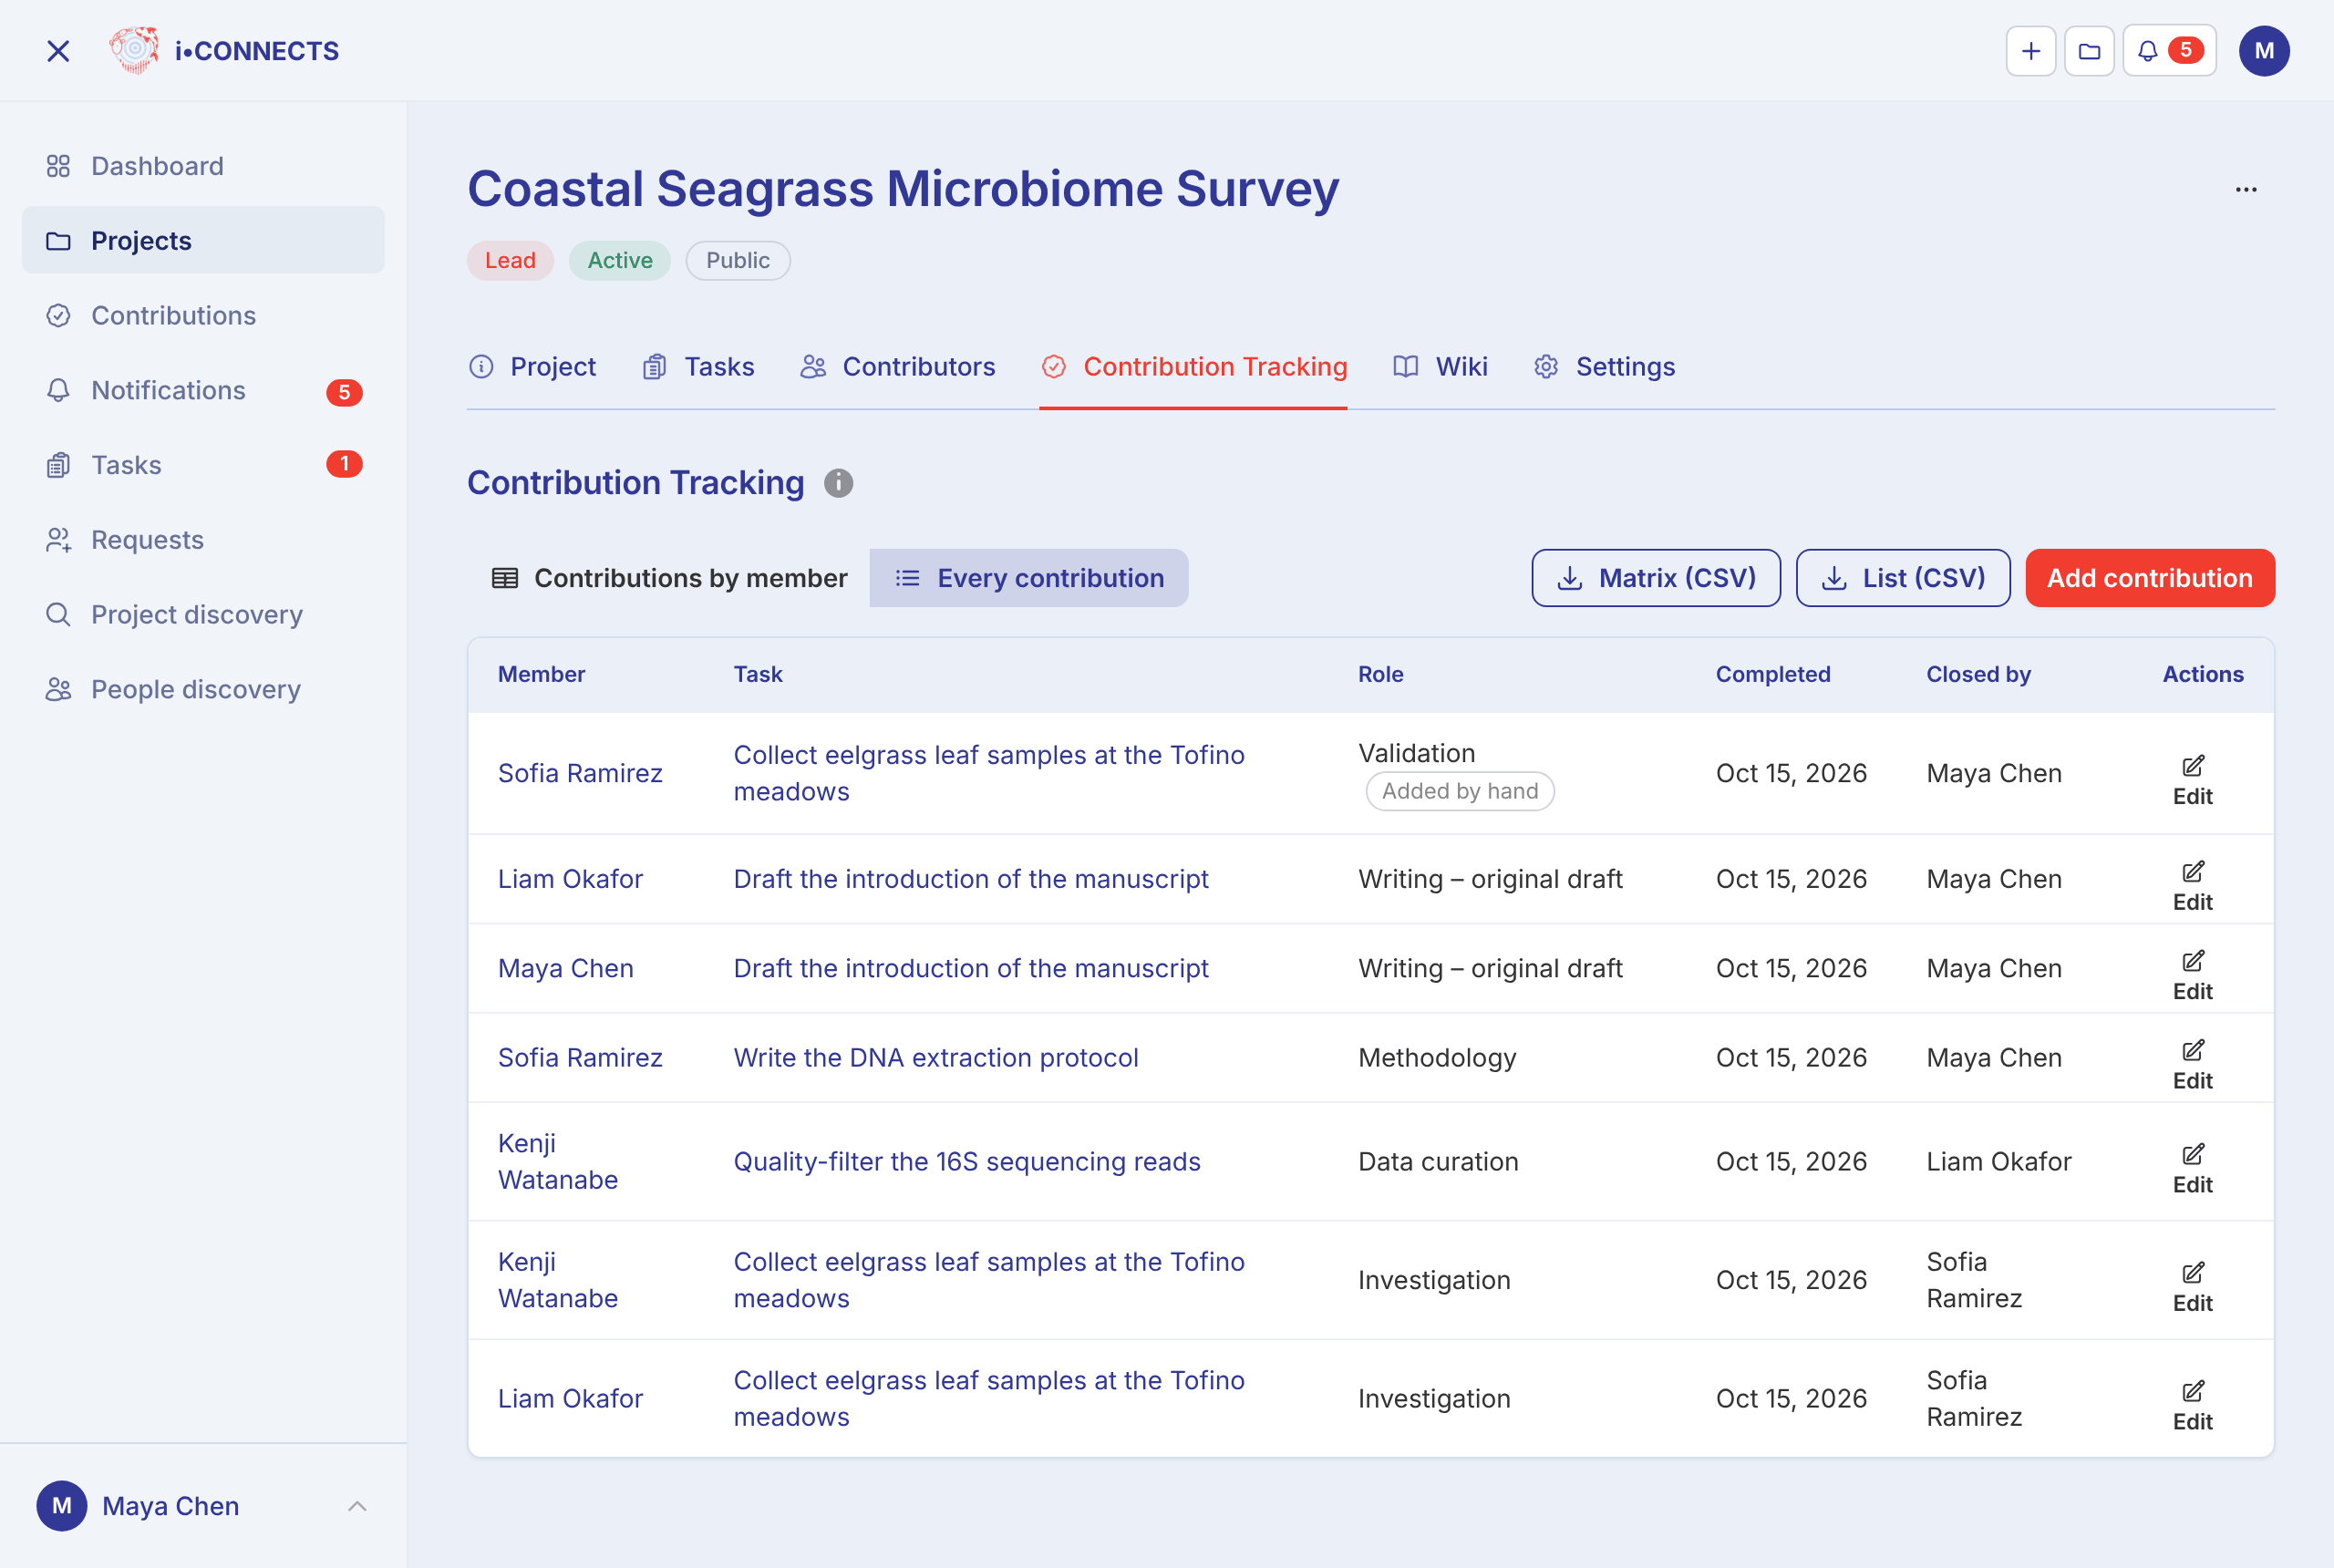 i•CONNECTS
5
M
Dashboard
Projects
Contributions
Notifications 5
Tasks 1
Requests
Project discovery
People discovery
M Maya Chen
Coastal Seagrass Microbiome Survey
Lead Active Public
Project Tasks Contributors Contribution Tracking Wiki Settings
Contribution Tracking
Contributions by member Every contribution Matrix (CSV) List (CSV) Add contribution
Member Task Role Completed Closed by Actions
Sofia Ramirez
Collect eelgrass leaf samples at the Tofino
meadows
Validation
Added by hand
Oct 15, 2026
Maya Chen
Edit
Liam Okafor
Draft the introduction of the manuscript
Writing – original draft
Oct 15, 2026
Maya Chen
Edit
Maya Chen
Draft the introduction of the manuscript
Writing – original draft
Oct 15, 2026
Maya Chen
Edit
Sofia Ramirez
Write the DNA extraction protocol
Methodology
Oct 15, 2026
Maya Chen
Edit
Kenji
Watanabe
Quality-filter the 16S sequencing reads
Data curation
Oct 15, 2026
Liam Okafor
Edit
Kenji
Watanabe
Collect eelgrass leaf samples at the Tofino
meadows
Investigation
Oct 15, 2026
Sofia
Ramirez
Edit
Liam Okafor
Collect eelgrass leaf samples at the Tofino
meadows
Investigation
Oct 15, 2026
Sofia
Ramirez
Edit